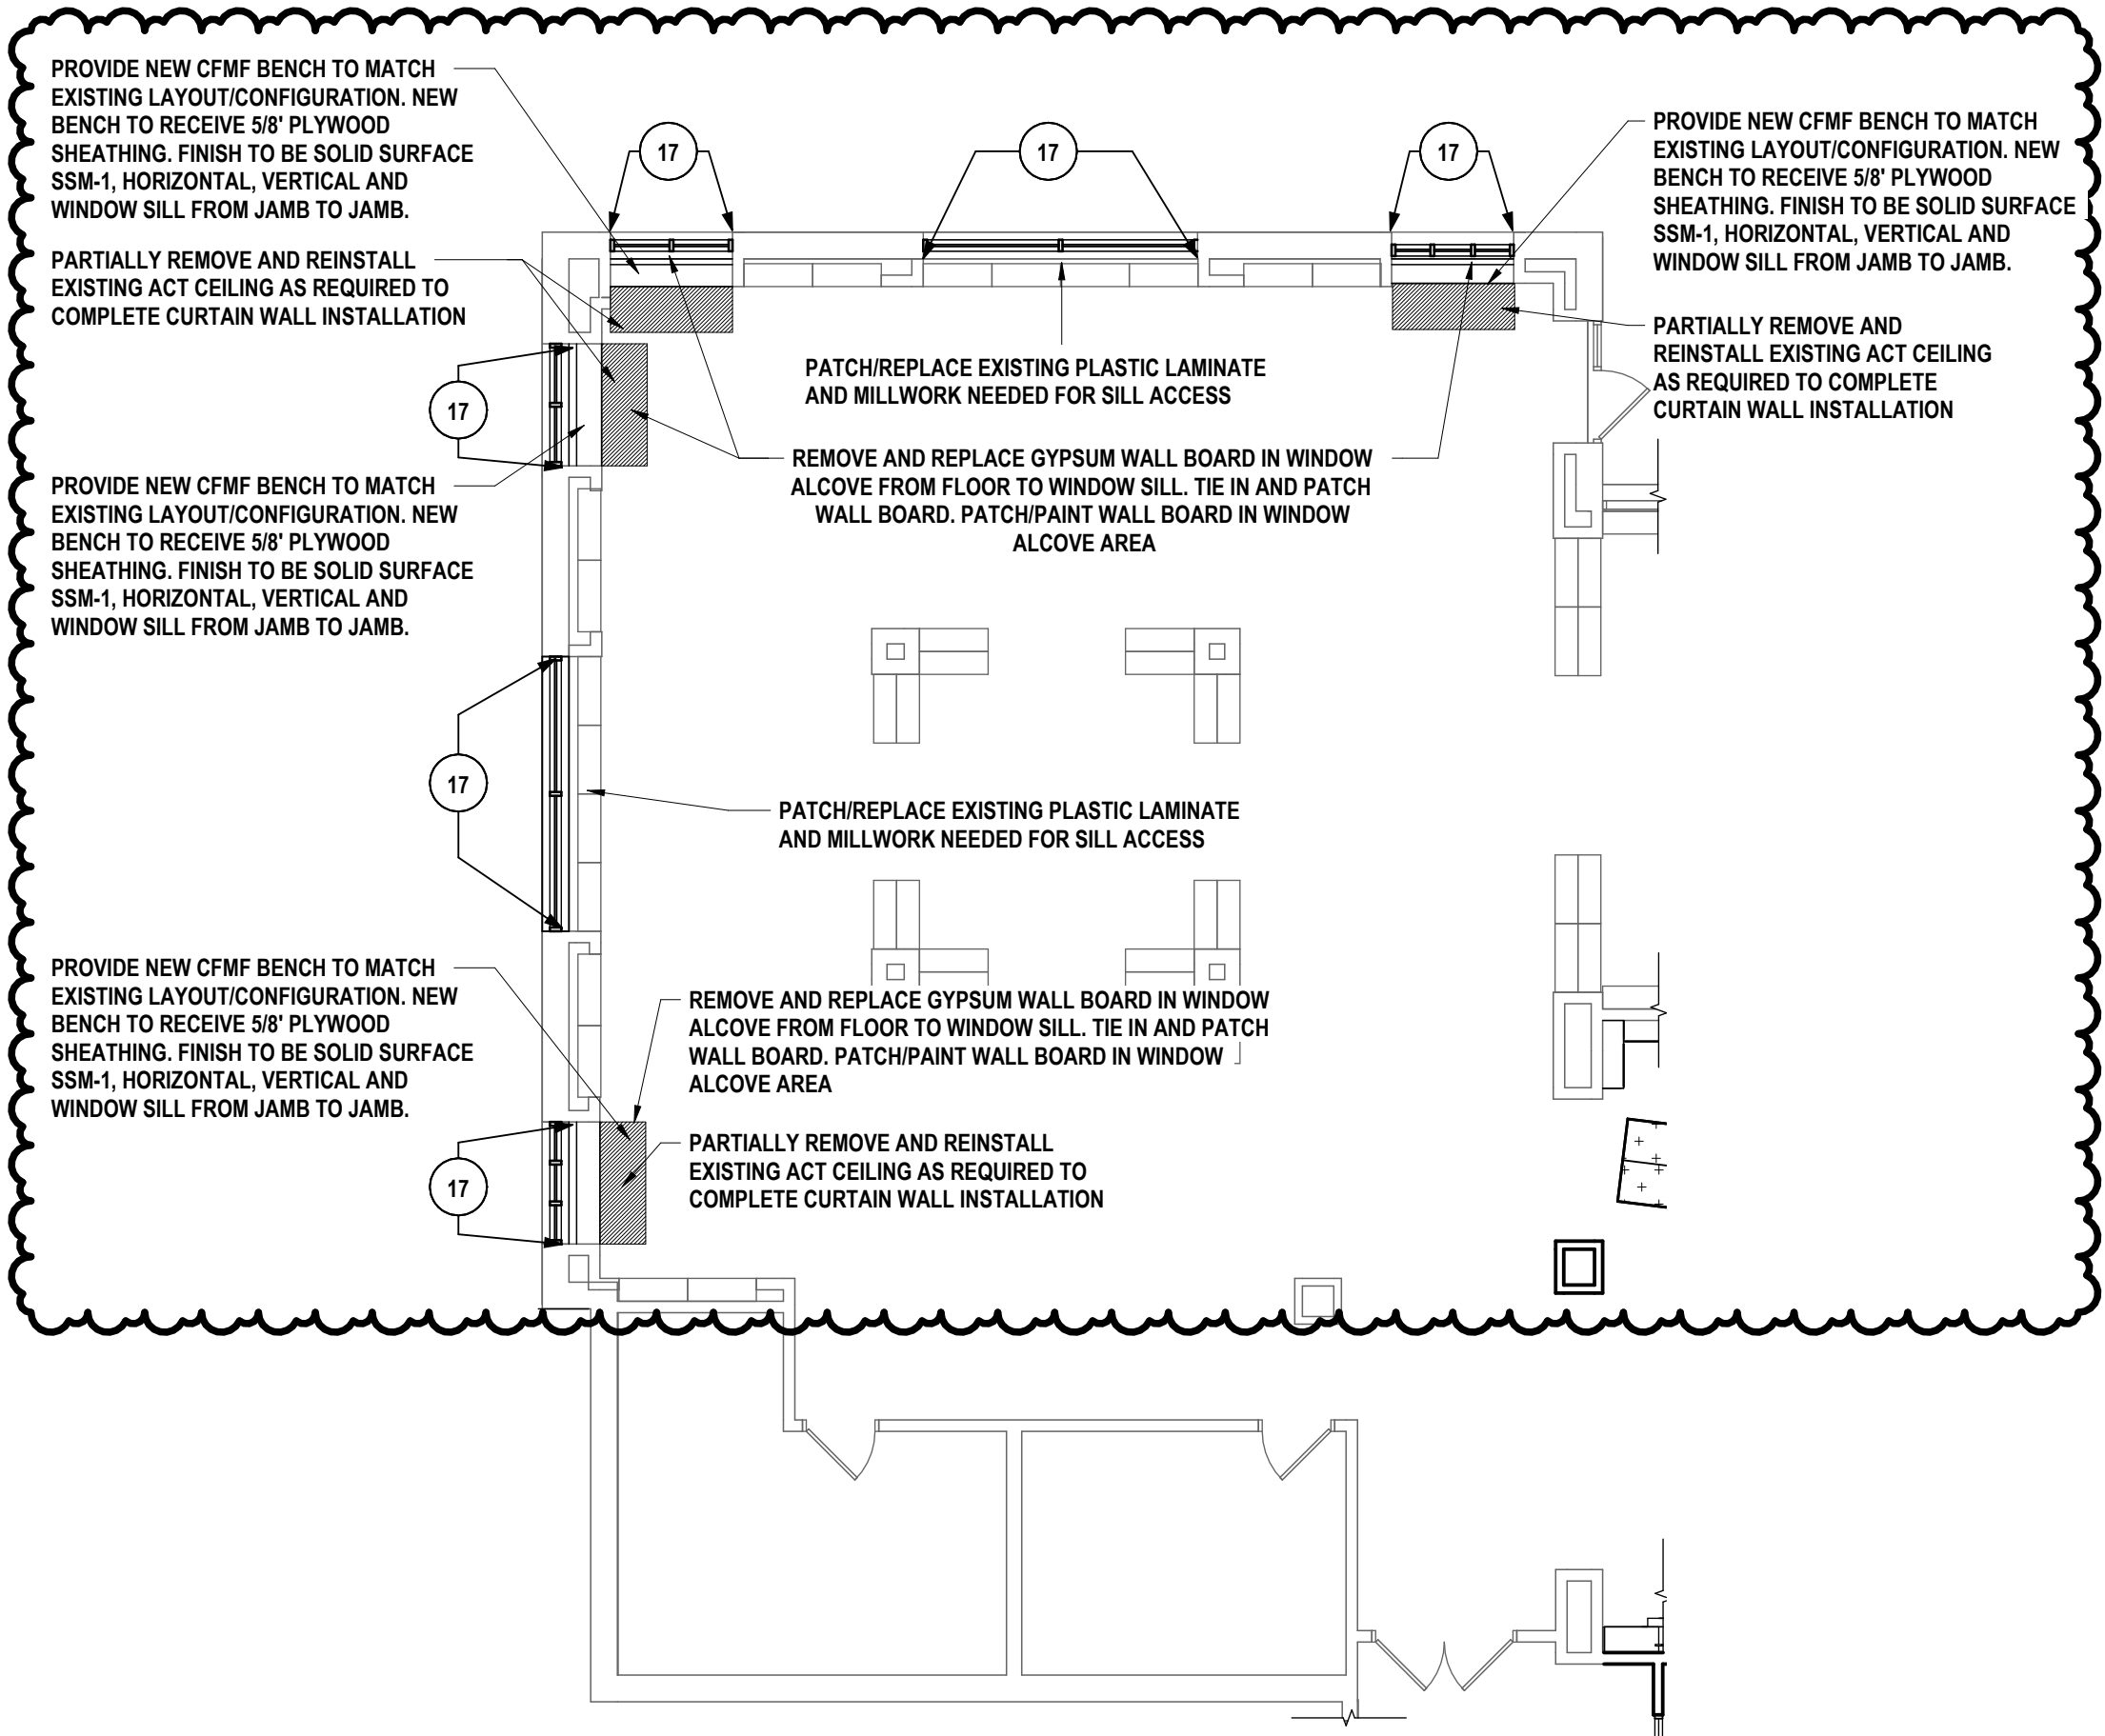 PROVIDE NEW CFMF BENCH TO MATCH
EXISTING LAYOUT/CONFIGURATION. NEW
BENCH TO RECEIVE 5/8' PLYWOOD
SHEATHING. FINISH TO BE SOLID SURFACE
SSM-1, HORIZONTAL, VERTICAL AND
WINDOW SILL FROM JAMB TO JAMB.
17
17
17
PROVIDE NEW CFMF BENCH TO MATCH
EXISTING LAYOUT/CONFIGURATION. NEW
BENCH TO RECEIVE 5/8' PLYWOOD
SHEATHING. FINISH TO BE SOLID SURFACE
SSM-1, HORIZONTAL, VERTICAL AND
WINDOW SILL FROM JAMB TO JAMB.
PARTIALLY REMOVE AND REINSTALL
EXISTING ACT CEILING AS REQUIRED TO
COMPLETE CURTAIN WALL INSTALLATION
PARTIALLY REMOVE AND
REINSTALL EXISTING ACT CEILING
AS REQUIRED TO COMPLETE
CURTAIN WALL INSTALLATION
PATCH/REPLACE EXISTING PLASTIC LAMINATE
AND MILLWORK NEEDED FOR SILL ACCESS
17
REMOVE AND REPLACE GYPSUM WALL BOARD IN WINDOW
ALCOVE FROM FLOOR TO WINDOW SILL. TIE IN AND PATCH
WALL BOARD. PATCH/PAINT WALL BOARD IN WINDOW
ALCOVE AREA
PROVIDE NEW CFMF BENCH TO MATCH
EXISTING LAYOUT/CONFIGURATION. NEW
BENCH TO RECEIVE 5/8' PLYWOOD
SHEATHING. FINISH TO BE SOLID SURFACE
SSM-1, HORIZONTAL, VERTICAL AND
WINDOW SILL FROM JAMB TO JAMB.
17
PATCH/REPLACE EXISTING PLASTIC LAMINATE
AND MILLWORK NEEDED FOR SILL ACCESS
PROVIDE NEW CFMF BENCH TO MATCH
EXISTING LAYOUT/CONFIGURATION. NEW
BENCH TO RECEIVE 5/8' PLYWOOD
SHEATHING. FINISH TO BE SOLID SURFACE
SSM-1, HORIZONTAL, VERTICAL AND
WINDOW SILL FROM JAMB TO JAMB.
REMOVE AND REPLACE GYPSUM WALL BOARD IN WINDOW
ALCOVE FROM FLOOR TO WINDOW SILL. TIE IN AND PATCH
WALL BOARD. PATCH/PAINT WALL BOARD IN WINDOW
ALCOVE AREA
PARTIALLY REMOVE AND REINSTALL
EXISTING ACT CEILING AS REQUIRED TO
COMPLETE CURTAIN WALL INSTALLATION
17